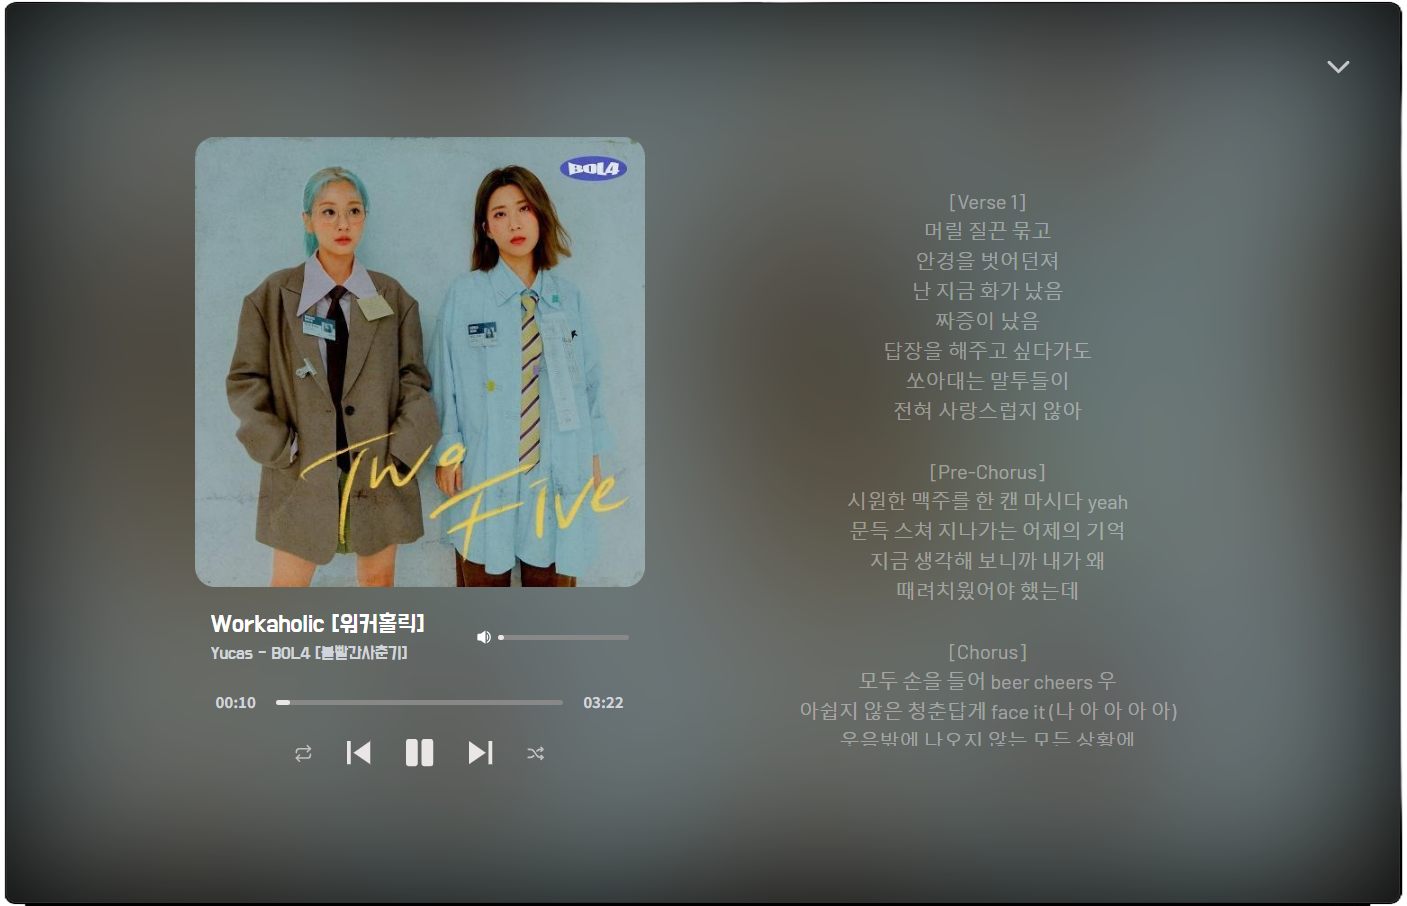 BOL4
Two
Five
Workaholic [워커홀릭]
Yucas - BOL4 [볼빨간사춘기]
00:10
03:22
[Verse 1]
머릴 질끈 묶고
안경을 벗어던져
난 지금 화가 났음
짜증이 났음
답장을 해주고 싶다가도
쏘아대는 말투들이
전혀 사랑스럽지 않아
[Pre-Chorus]
시원한 맥주를 한 캔 마시다 yeah
문득 스쳐 지나가는 어제의 기억
지금 생각해 보니까 내가 왜
때려치웠어야 했는데
[Chorus]
모두 손을 들어 beer cheers 우
아쉽지 않은 청춘답게 face it (나 아 아 아 아)
웃음밖에 나오지 않는 모든 상황에